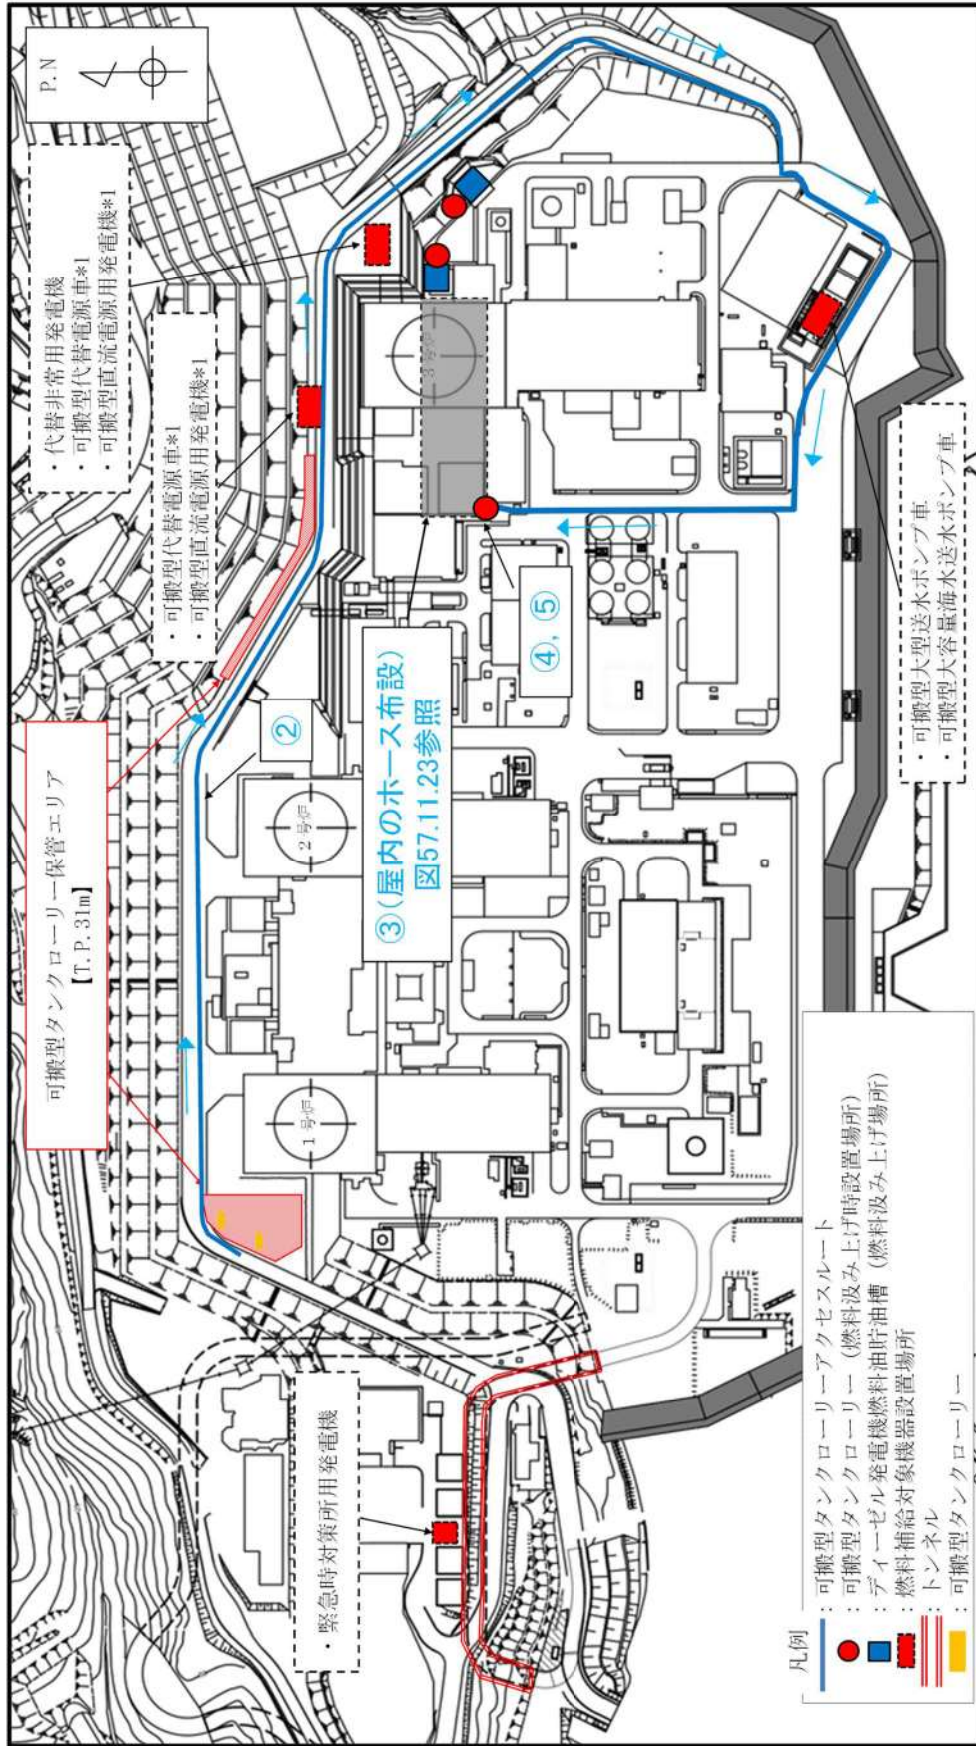 P.N
・代替非常用発電機
・可搬型代替電源車*1
・可搬型直流電源用発電機*1
・可搬型代替電源車*1
・可搬型直流電源用発電機*1
可搬型タンクローリー保管エリア
【T.P.31m】
・緊急時対策所用発電機
②
③(屋内のホース布設)
図57.11.23参照
④, ⑤
1号炉
2号炉
3号炉
・可搬型大型送水ポンプ車
・可搬型大容量海水送水ポンプ車
凡例
：可搬型タンクローリーアクセスルート
：可搬型タンクローリー（燃料汲み上げ時設置場所）
：ディーゼル発電機燃料油貯油槽（燃料汲み上げ場所）
：燃料補給対象機器設置場所
：トンネル
：可搬型タンクローリー